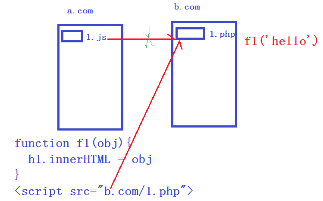 a.com
b.com
1.js
1.php
f1('hello')
function f1(obj){
h1.innerHTML = obj
}
<script src="b.com/1.php">